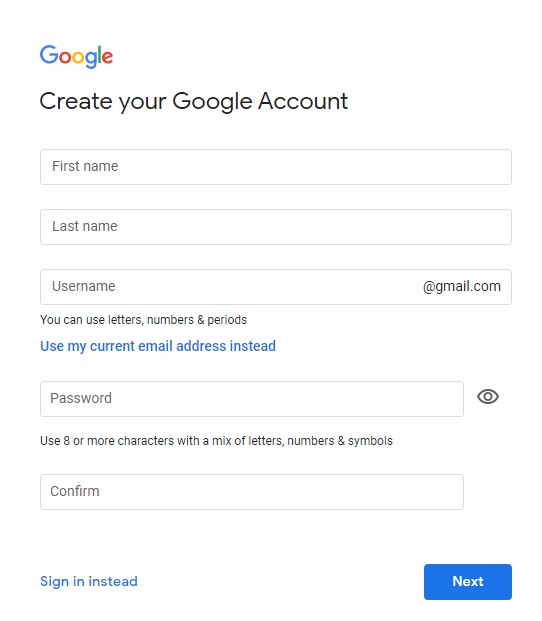 Google
Create your Google Account
First name
Last name
Username @gmail.com
You can use letters, numbers & periods
Use my current email address instead
Password
Use 8 or more characters with a mix of letters, numbers & symbols
Confirm
Sign in instead Next